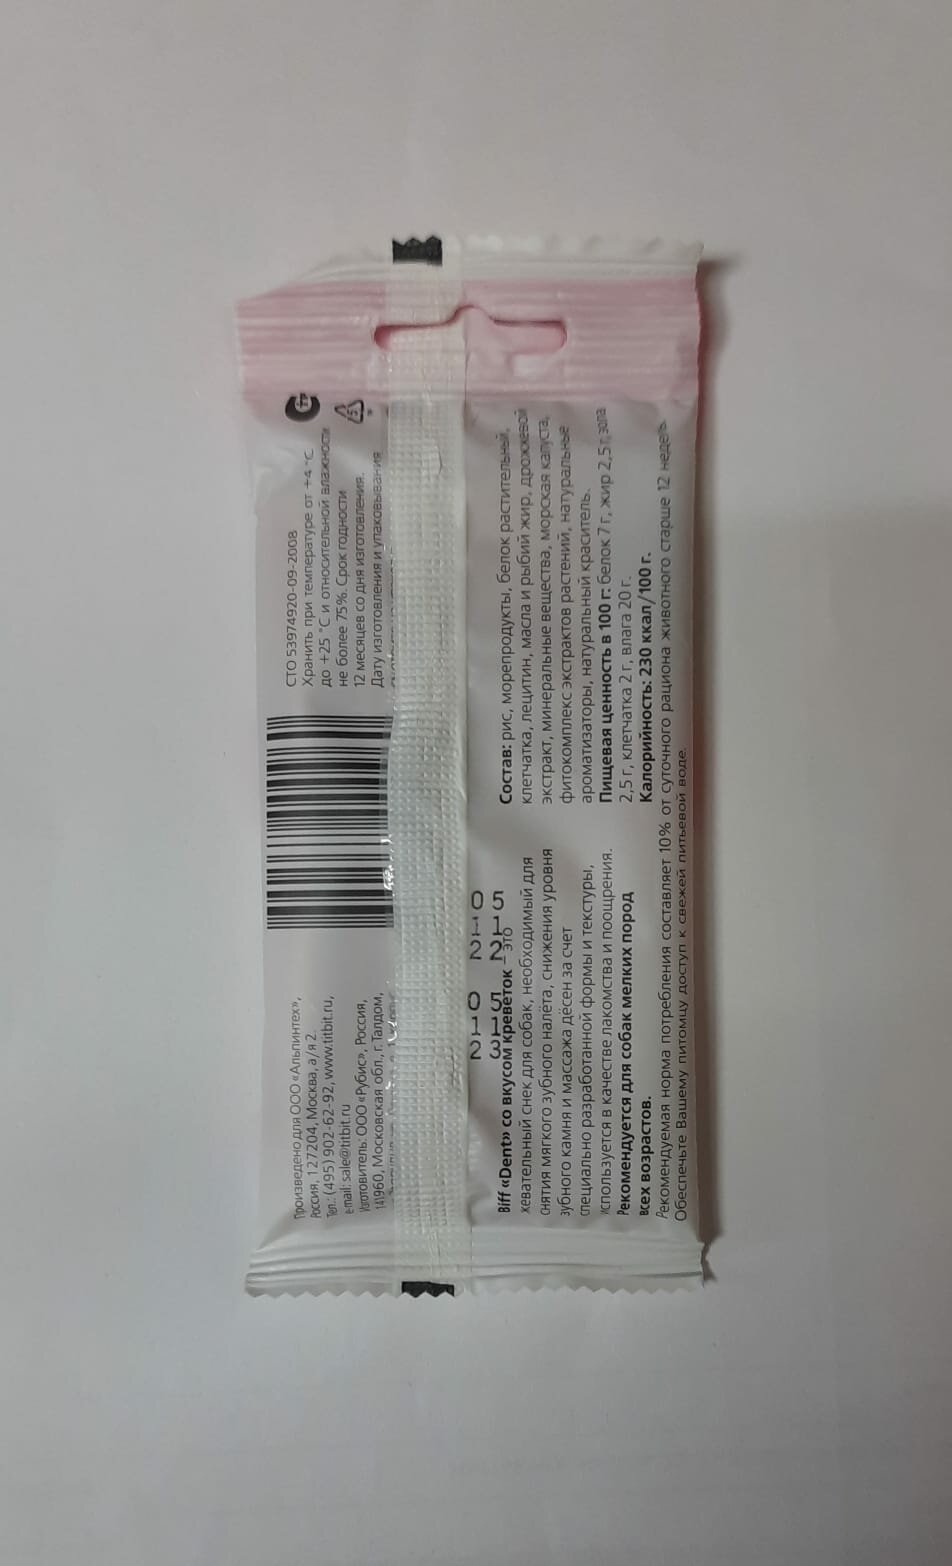 Произведено для ООО «Альпинтех»,
Россия, 127204, Москва, а/я 2.
Тел.: (495) 902-62-92, www.titbit.ru,
e-mail: sale@titbit.ru
Изготовитель: ООО «Рубис», Россия,
141960, Московская обл., г. Талдом,
СТО 53974920-09-2008
Хранить при температуре от +4 °С
до +25 °С и относительной влажности
не более 75%. Срок годности
12 месяцев со дня изготовления.
Дату изготовления и упаковывания
210 210
315 215
Biff «Dent» со вкусом креветок – это
жевательный снек для собак, необходимый для
снятия мягкого зубного налёта, снижения уровня
зубного камня и массажа дёсен за счет
специально разработанной формы и текстуры,
используется в качестве лакомства и поощрения.
Рекомендуется для собак мелких пород
всех возрастов.
Состав: рис, морепродукты, белок растительный,
клетчатка, лецитин, масла и рыбий жир, дрожжевой
экстракт, минеральные вещества, морская капуста,
фитокомплекс экстрактов растений, натуральные
ароматизаторы, натуральный краситель.
Пищевая ценность в 100 г: белок 7 г, жир 2,5 г, зола
2,5 г, клетчатка 2 г, влага 20 г.
Калорийность: 230 ккал/100 г.
Рекомендуемая норма потребления составляет 10% от суточного рациона животного старше 12 недель.
Обеспечьте Вашему питомцу доступ к свежей питьевой воде.